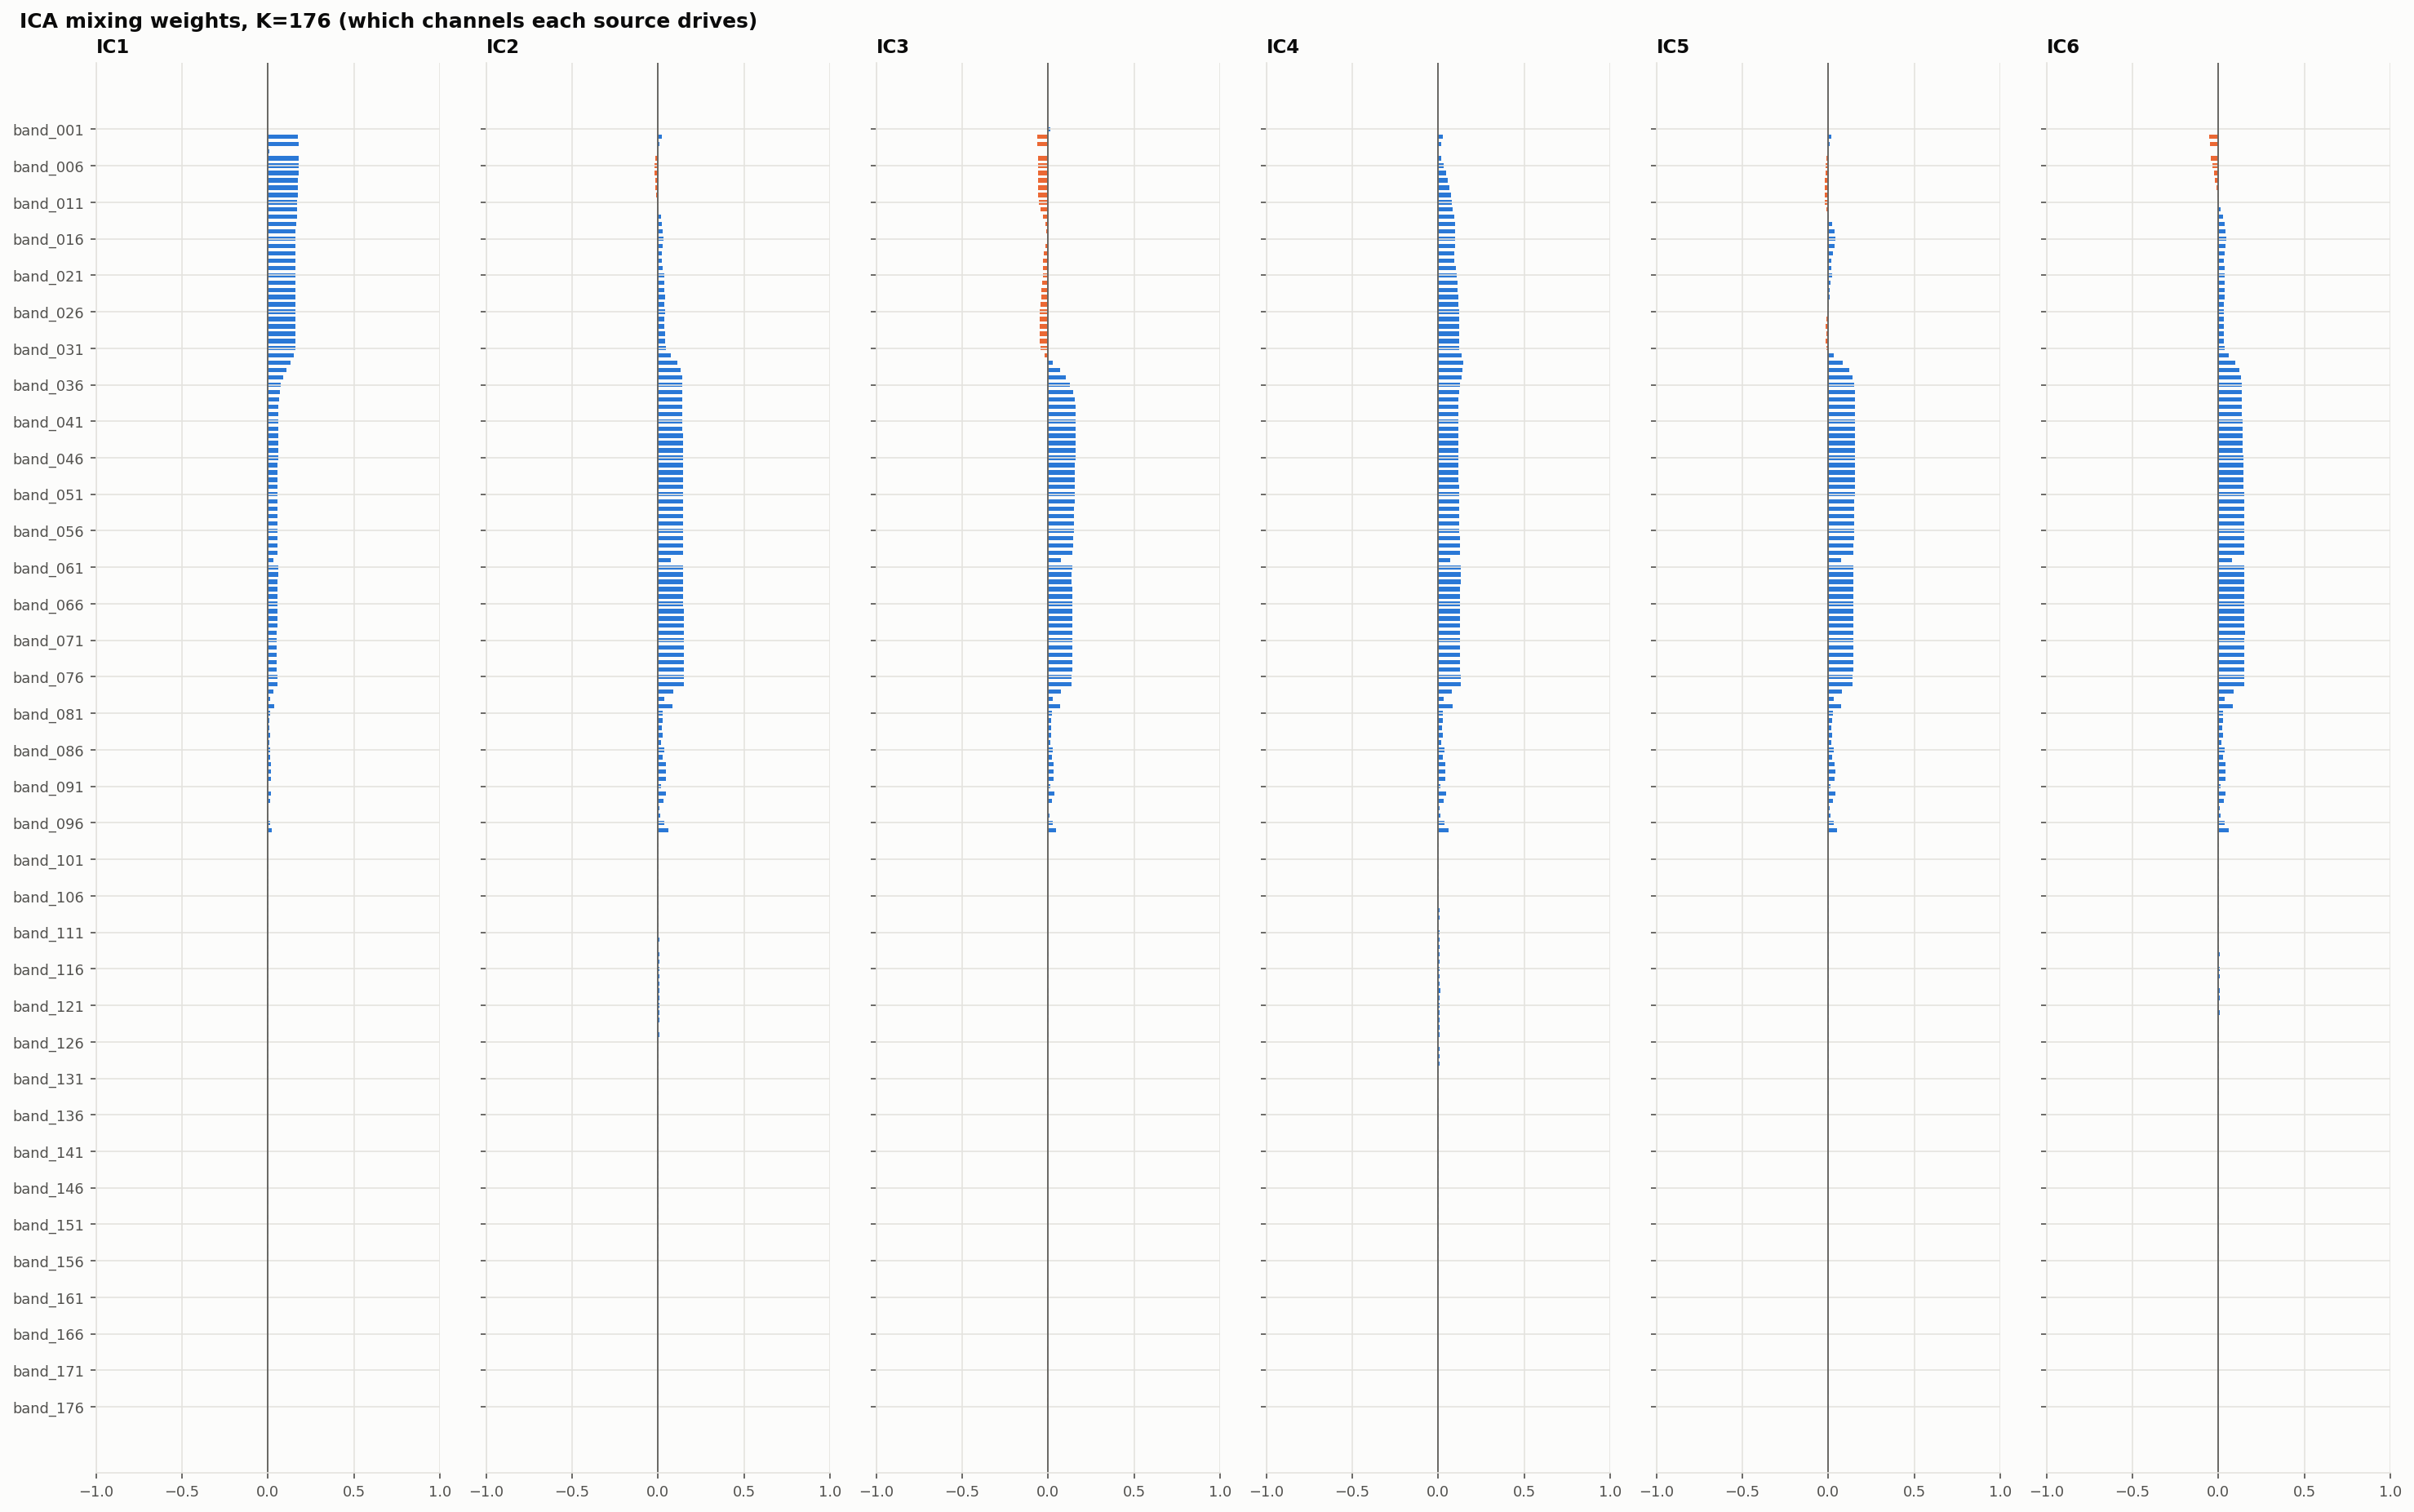 ICA mixing weights, K=176 (which channels each source drives)
IC1 IC2 IC3 IC4 IC5 IC6
band_001
band_006
band_011
band_016
band_021
band_026
band_031
band_036
band_041
band_046
band_051
band_056
band_061
band_066
band_071
band_076
band_081
band_086
band_091
band_096
band_101
band_106
band_111
band_116
band_121
band_126
band_131
band_136
band_141
band_146
band_151
band_156
band_161
band_166
band_171
band_176
−1.0 −0.5 0.0 0.5 1.0 −1.0 −0.5 0.0 0.5 1.0 −1.0 −0.5 0.0 0.5 1.0 −1.0 −0.5 0.0 0.5 1.0 −1.0 −0.5 0.0 0.5 1.0 −1.0 −0.5 0.0 0.5 1.0